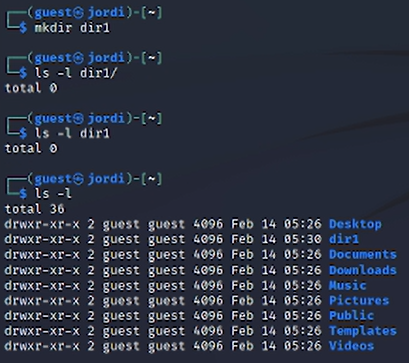 ┌──(guest㉿jordi)-[~]
└─$ mkdir dir1
┌──(guest㉿jordi)-[~]
└─$ ls -l dir1/
total 0
┌──(guest㉿jordi)-[~]
└─$ ls -l dir1
total 0
┌──(guest㉿jordi)-[~]
└─$ ls -l
total 36
drwxr-xr-x 2 guest guest 4096 Feb 14 05:26 Desktop
drwxr-xr-x 2 guest guest 4096 Feb 14 05:30 dir1
drwxr-xr-x 2 guest guest 4096 Feb 14 05:26 Documents
drwxr-xr-x 2 guest guest 4096 Feb 14 05:26 Downloads
drwxr-xr-x 2 guest guest 4096 Feb 14 05:26 Music
drwxr-xr-x 2 guest guest 4096 Feb 14 05:26 Pictures
drwxr-xr-x 2 guest guest 4096 Feb 14 05:26 Public
drwxr-xr-x 2 guest guest 4096 Feb 14 05:26 Templates
drwxr-xr-x 2 guest guest 4096 Feb 14 05:26 Videos